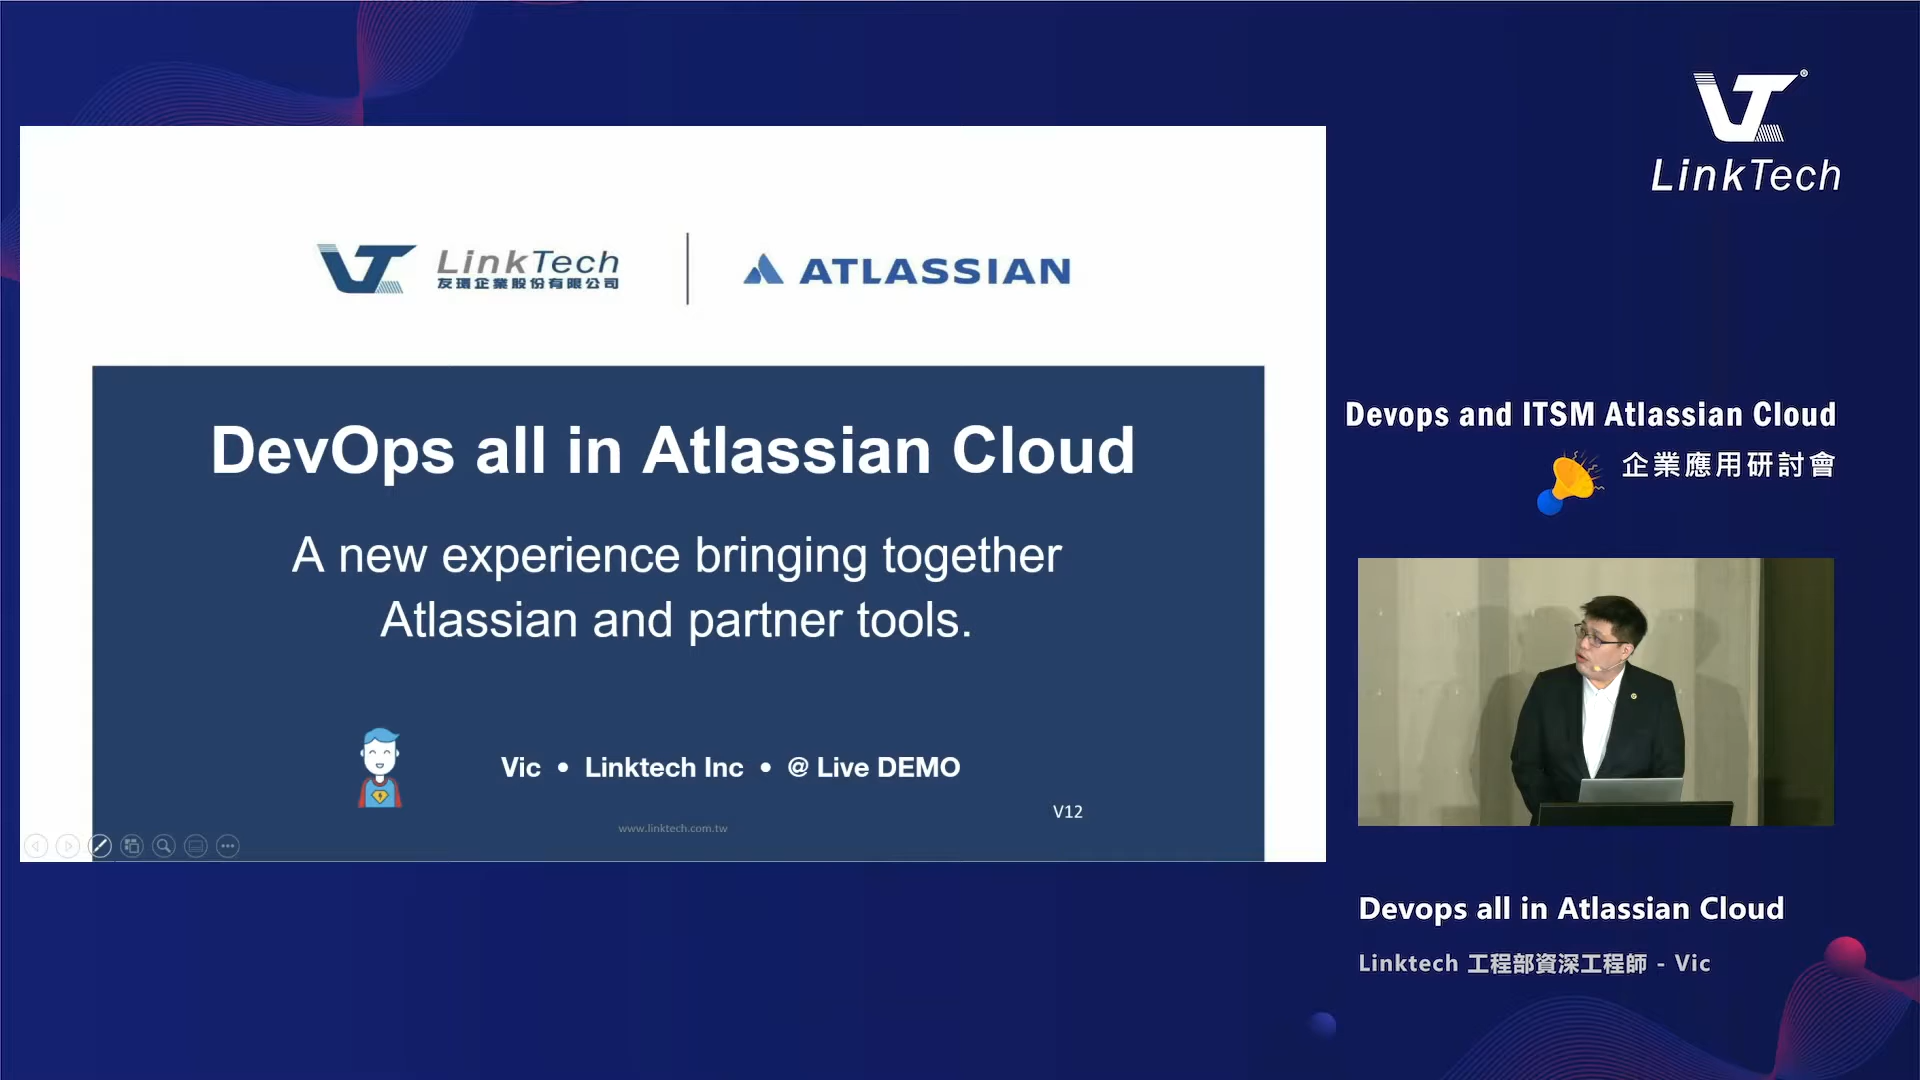 LinkTech
友環企業股份有限公司
ATLASSIAN
DevOps all in Atlassian Cloud
A new experience bringing together
Atlassian and partner tools.
Vic • Linktech Inc • @ Live DEMO
V12
www.linktech.com.tw
®
LinkTech
Devops and ITSM Atlassian Cloud
企業應用研討會
Devops all in Atlassian Cloud
Linktech 工程部資深工程師 - Vic